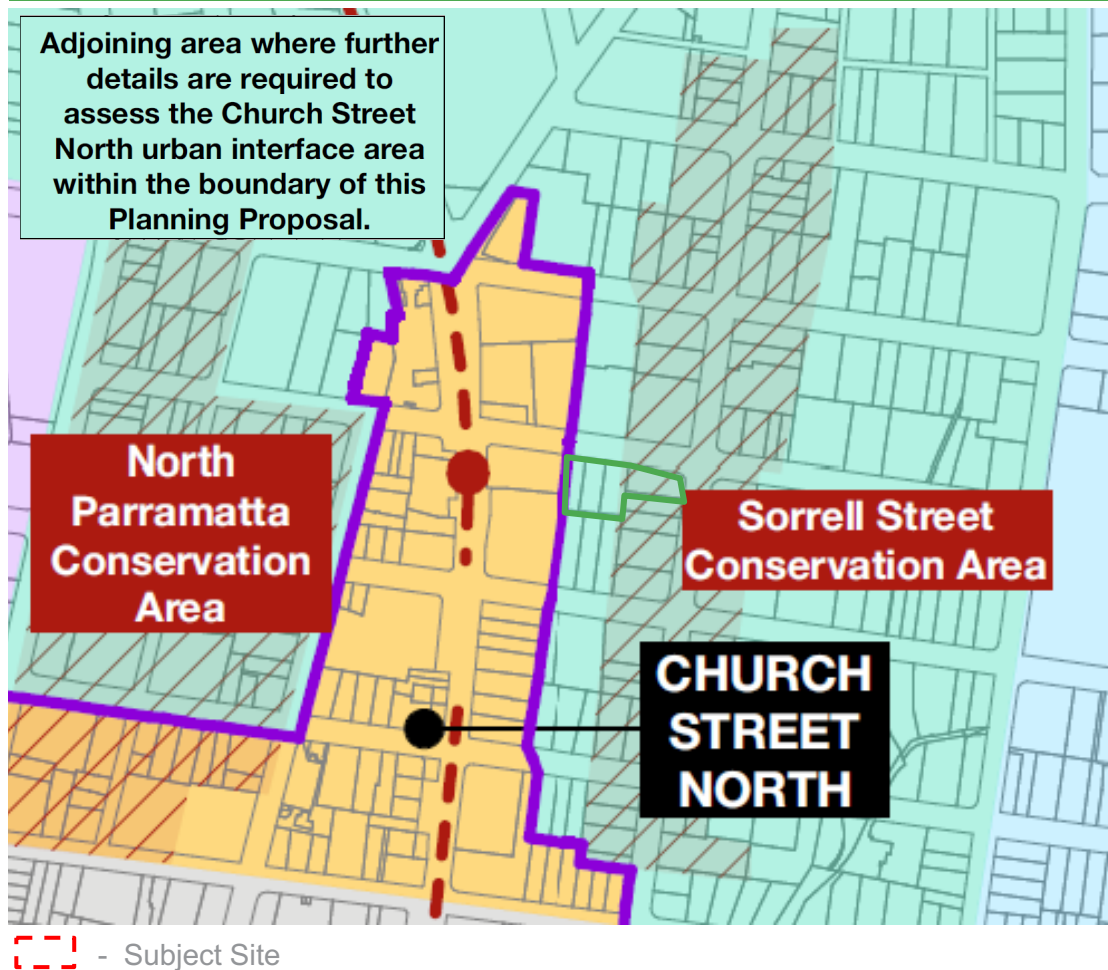 Adjoining area where further
details are required to
assess the Church Street
North urban interface area
within the boundary of this
Planning Proposal.
North
Parramatta
Conservation
Area
Sorrell Street
Conservation Area
CHURCH
STREET
NORTH
- Subject Site